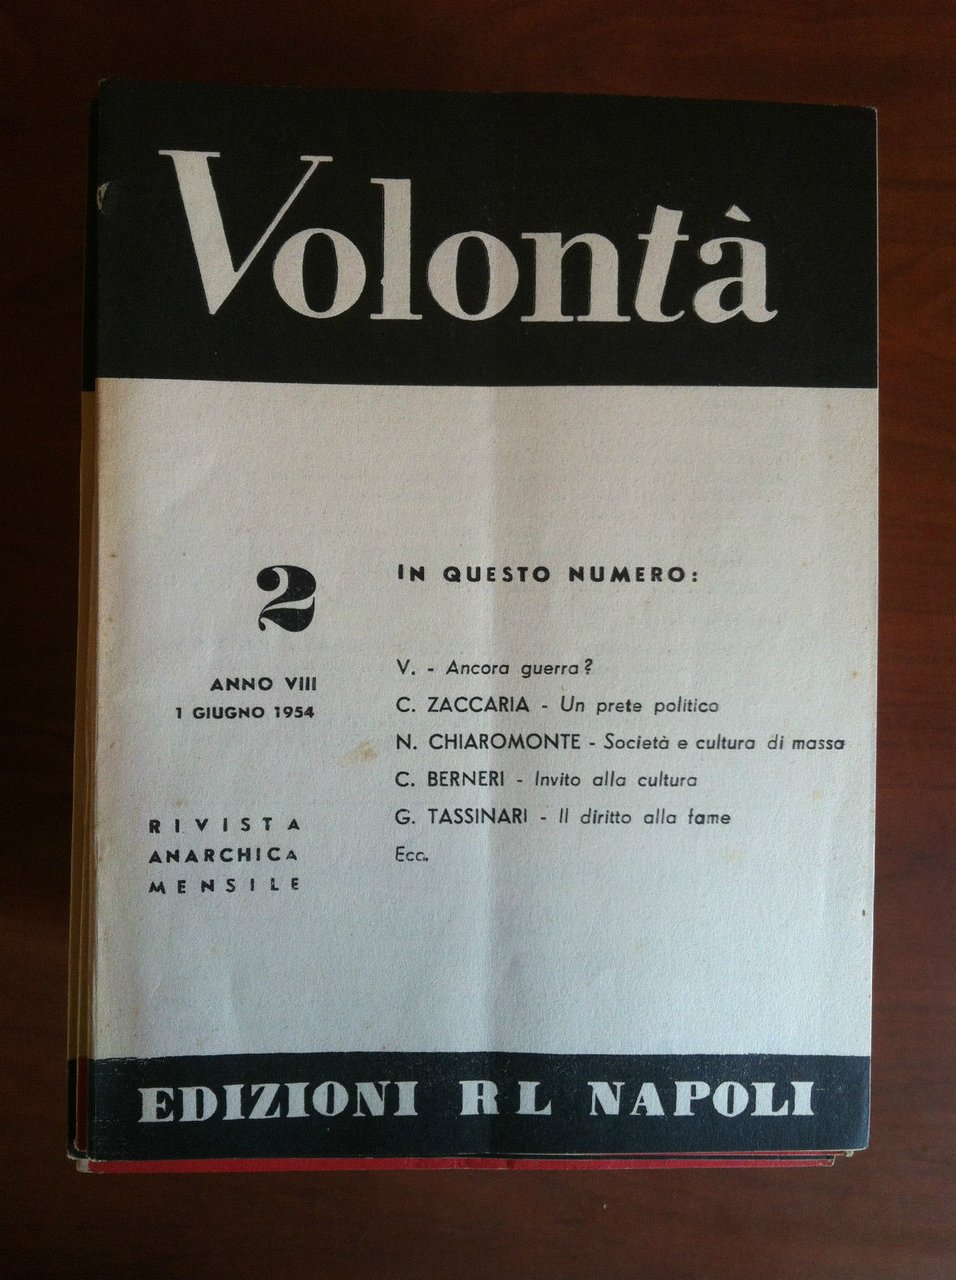 Volontà
2
ANNO VIII
1 GIUGNO 1954
RIVISTA
ANARCHICA
MENSILE
IN QUESTO NUMERO:
V. - Ancora guerra?
C. ZACCARIA - Un prete politico
N. CHIAROMONTE - Società e cultura di massa
C. BERNERI - Invito alla cultura
G. TASSINARI - Il diritto alla fame
Ecc.
EDIZIONI RL NAPOLI